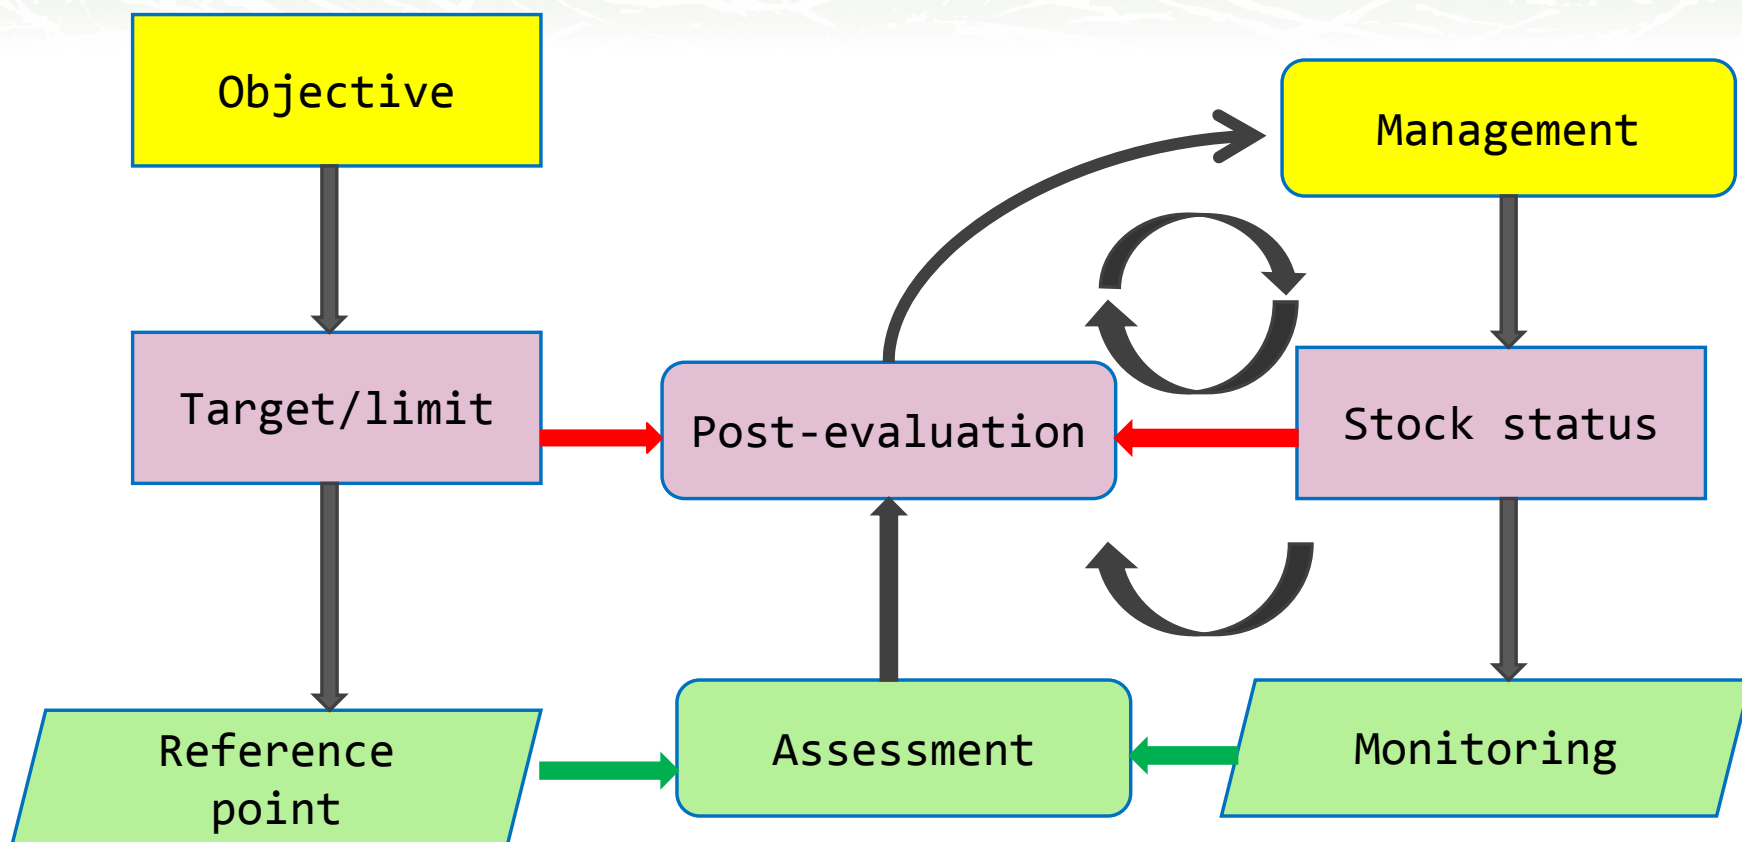 Objective
Management
Target/limit
Post-evaluation
Stock status
Reference
point
Assessment
Monitoring